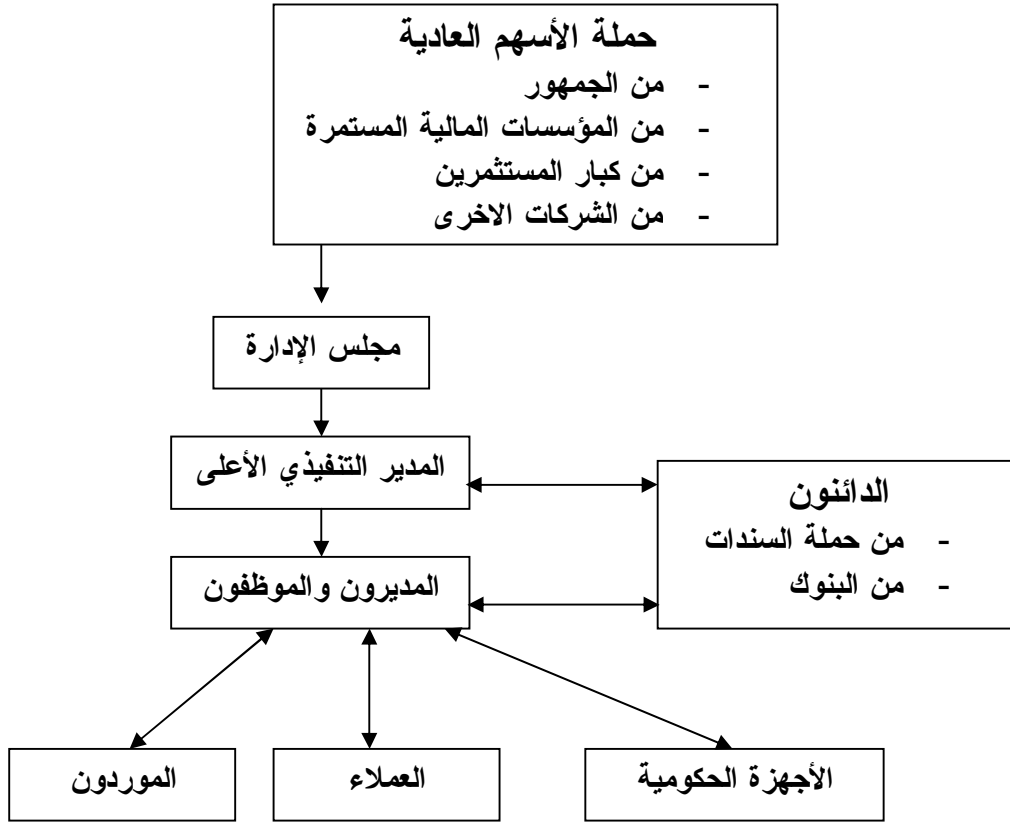 حملة الأسهم العادية
- من الجمهور
- من المؤسسات المالية المستمرة
- من كبار المستثمرين
- من الشركات الاخرى
مجلس الإدارة
المدير التنفيذي الأعلى
الدائنون
- من حملة السندات
- من البنوك
المديرون والموظفون
الأجهزة الحكومية
العملاء
الموردون